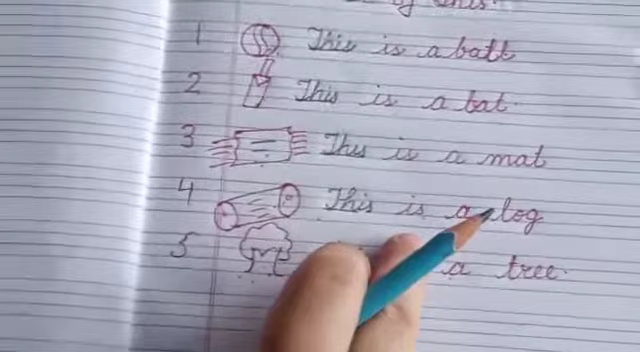 1 This is a ball
2 This is a bat.
3 This is a mat
4 This is a log
5 a tree.